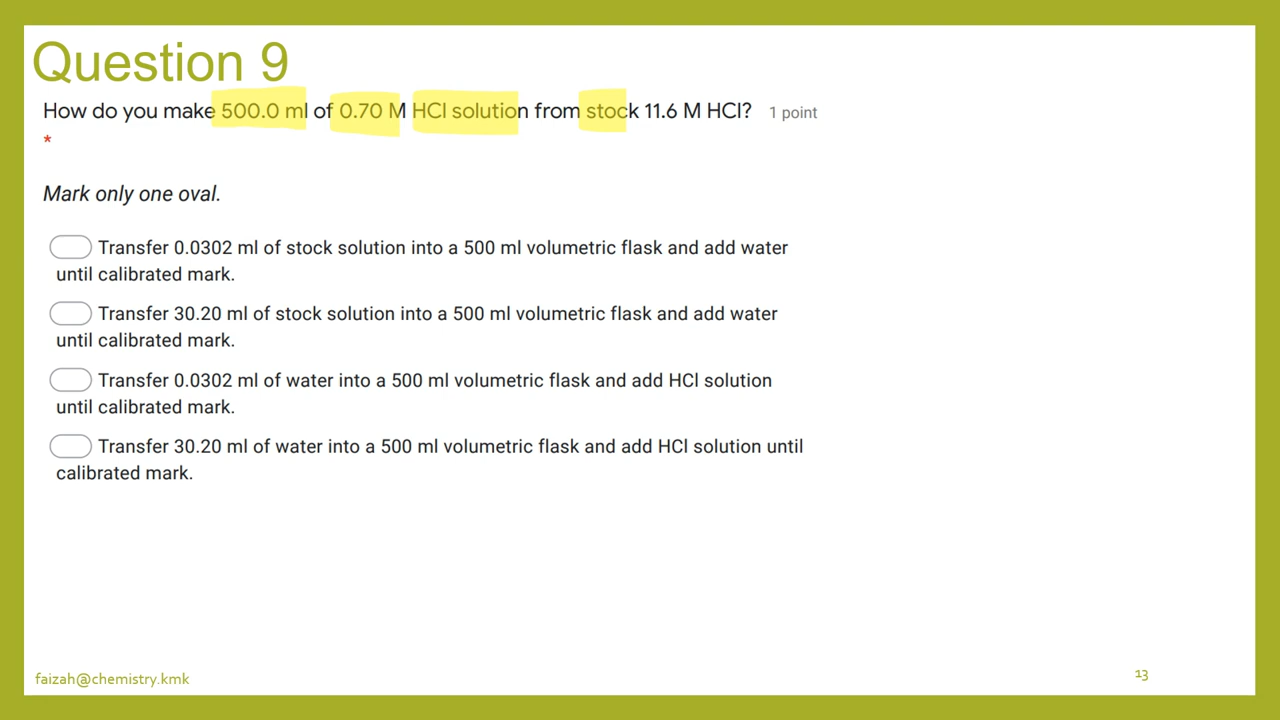 Question 9
How do you make 500.0 ml of 0.70 M HCl solution from stock 11.6 M HCl? 1 point
*
Mark only one oval.
Transfer 0.0302 ml of stock solution into a 500 ml volumetric flask and add water
until calibrated mark.
Transfer 30.20 ml of stock solution into a 500 ml volumetric flask and add water
until calibrated mark.
Transfer 0.0302 ml of water into a 500 ml volumetric flask and add HCl solution
until calibrated mark.
Transfer 30.20 ml of water into a 500 ml volumetric flask and add HCl solution until
calibrated mark.
faizah@chemistry.kmk
13